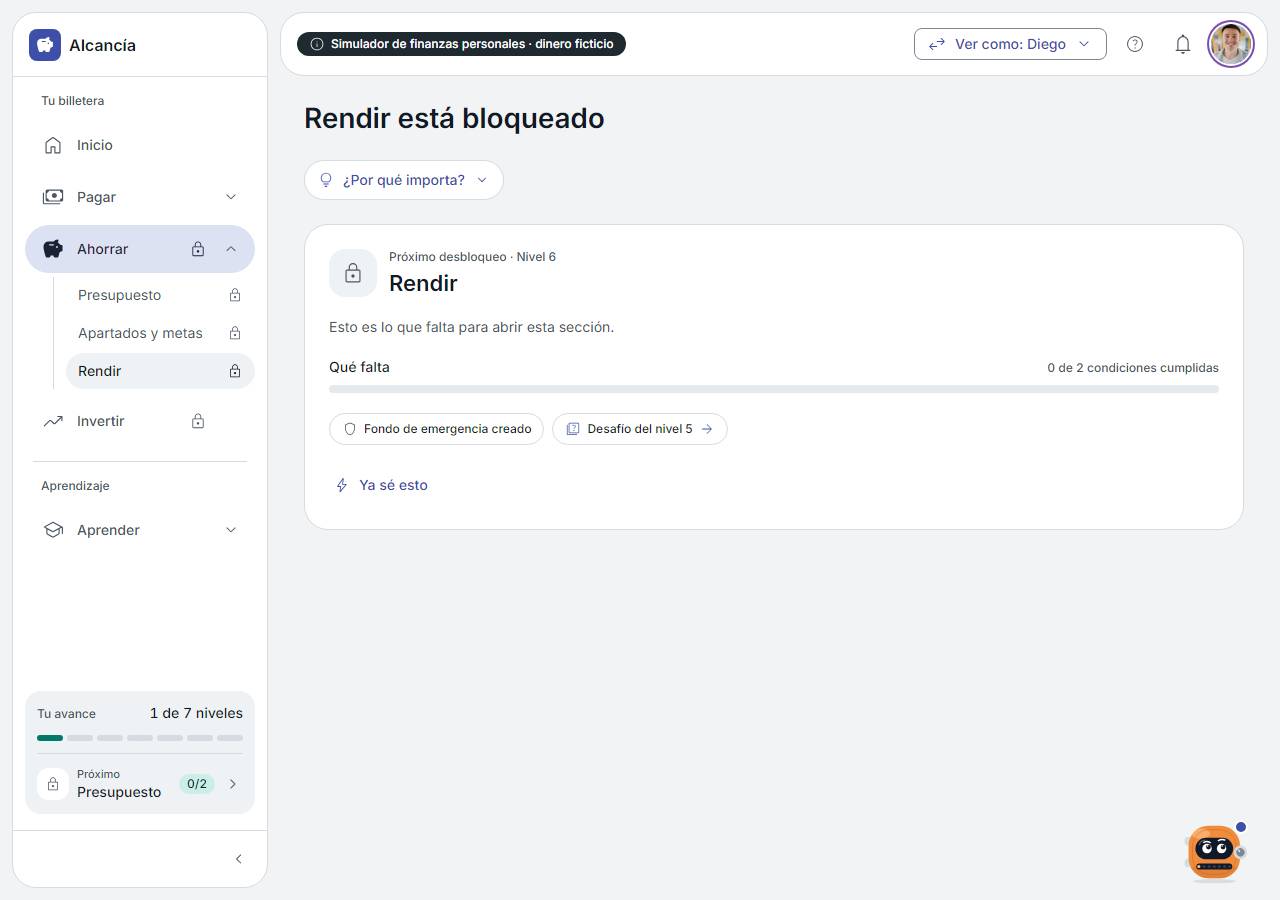 Alcancía
Tu billetera
Inicio
Pagar
Ahorrar
Presupuesto
Apartados y metas
Rendir
Invertir
Aprendizaje
Aprender
Tu avance
1 de 7 niveles
Próximo
Presupuesto
0/2
Simulador de finanzas personales · dinero ficticio
Ver como: Diego
Rendir está bloqueado
¿Por qué importa?
Próximo desbloqueo · Nivel 6
Rendir
Esto es lo que falta para abrir esta sección.
Qué falta
0 de 2 condiciones cumplidas
Fondo de emergencia creado
Desafío del nivel 5
Ya sé esto